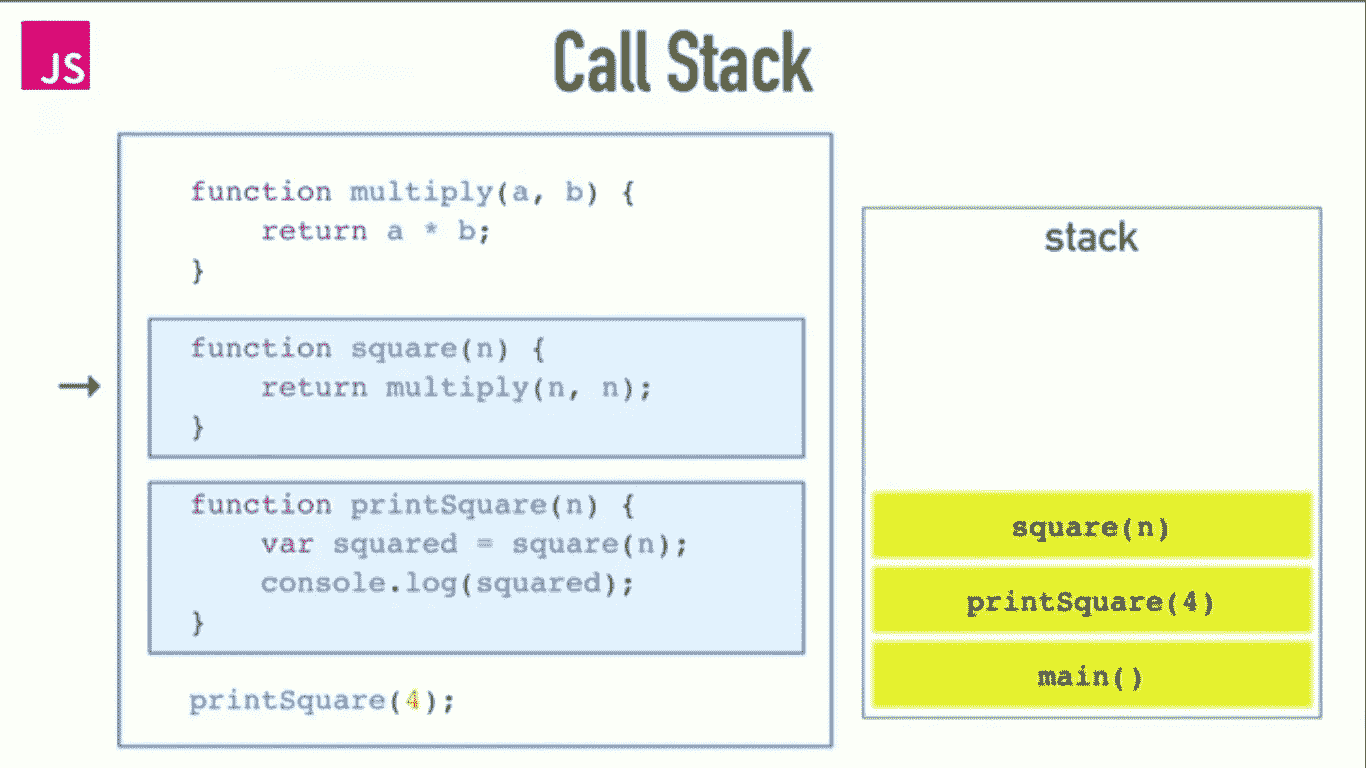 JS
Call Stack
function multiply(a, b) {
    return a * b;
}
function square(n) {
    return multiply(n, n);
}
function printSquare(n) {
    var squared = square(n);
    console.log(squared);
}
printSquare(4);
stack
square(n)
printSquare(4)
main()